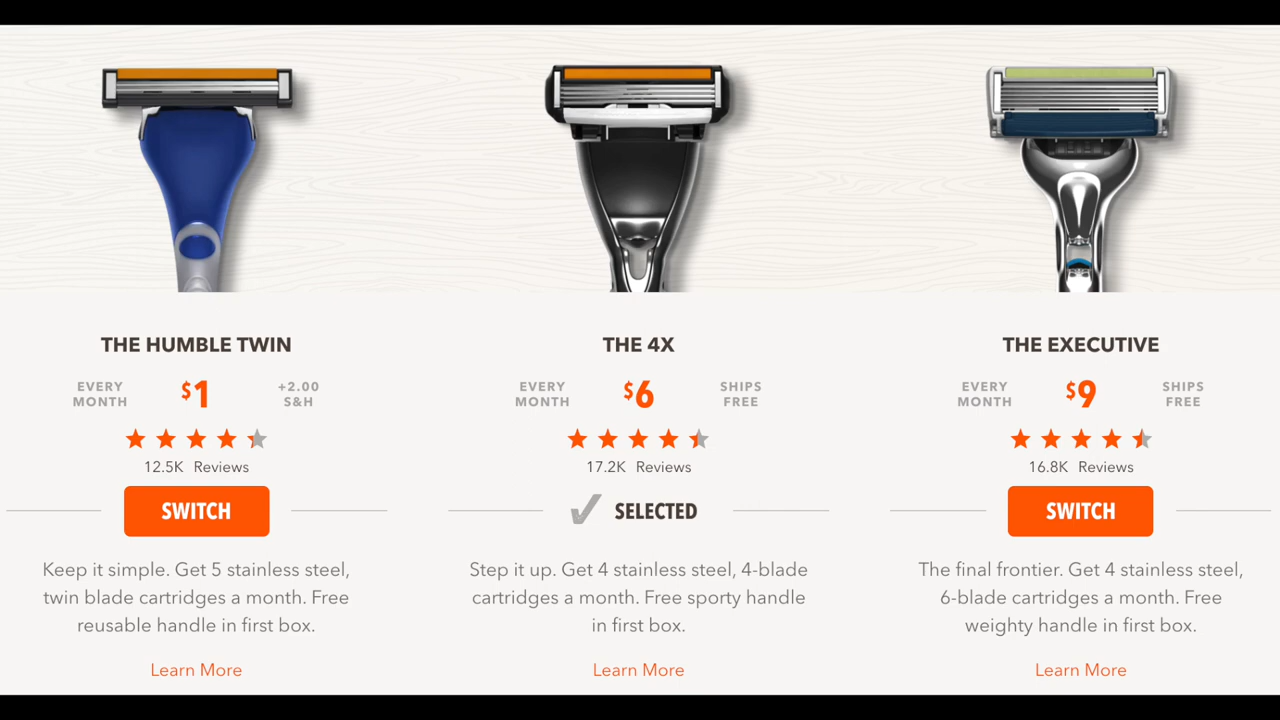 THE HUMBLE TWIN
EVERY MONTH
$1
+2.00 S&H
12.5K Reviews
SWITCH
Keep it simple. Get 5 stainless steel,
twin blade cartridges a month. Free
reusable handle in first box.
Learn More
THE 4X
EVERY MONTH
$6
SHIPS FREE
17.2K Reviews
SELECTED
Step it up. Get 4 stainless steel, 4-blade
cartridges a month. Free sporty handle
in first box.
Learn More
THE EXECUTIVE
EVERY MONTH
$9
SHIPS FREE
16.8K Reviews
SWITCH
The final frontier. Get 4 stainless steel,
6-blade cartridges a month. Free
weighty handle in first box.
Learn More